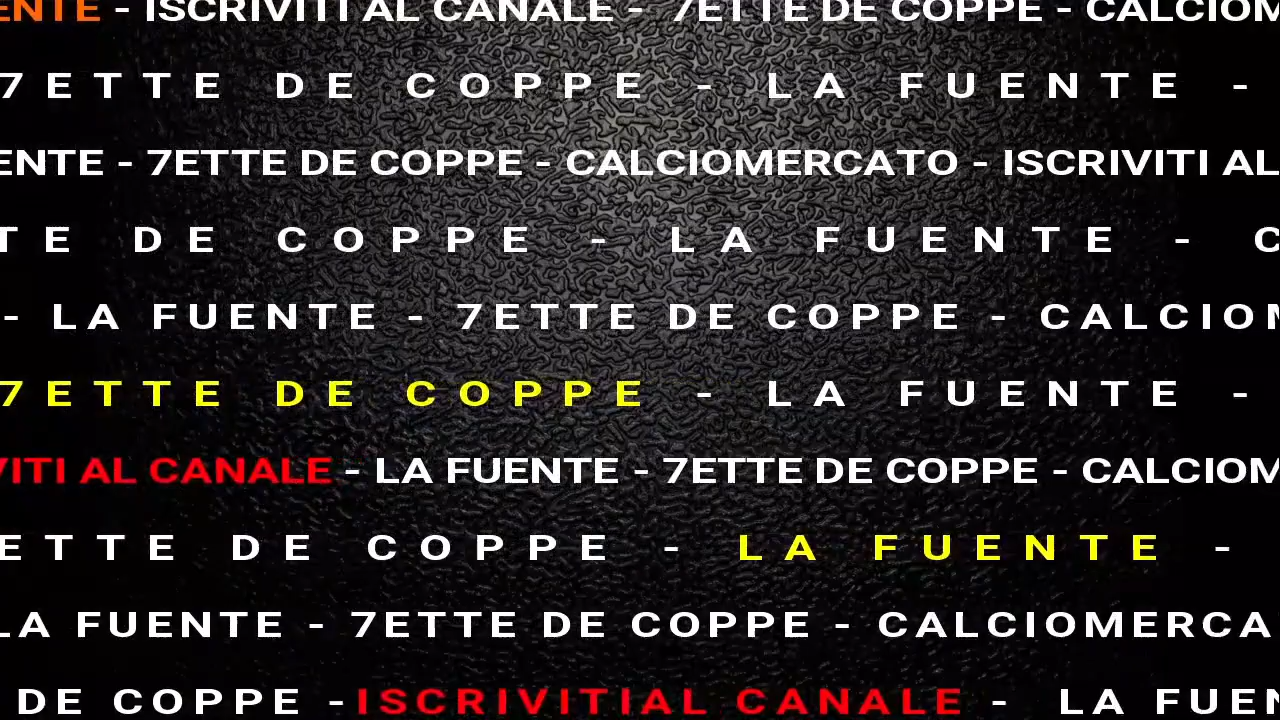 ENTE - ISCRIVITI AL CANALE - 7ETTE DE COPPE - CALCIOM
7ETTE DE COPPE - LA FUENTE -
ENTE - 7ETTE DE COPPE - CALCIOMERCATO - ISCRIVITI AL
TE DE COPPE - LA FUENTE - C
- LA FUENTE - 7ETTE DE COPPE - CALCIOM
7ETTE DE COPPE - LA FUENTE -
VITI AL CANALE - LA FUENTE - 7ETTE DE COPPE - CALCIOM
ETTE DE COPPE - LA FUENTE -
LA FUENTE - 7ETTE DE COPPE - CALCIOMERCA
DE COPPE -ISCRIVITIAL CANALE - LA FUEN